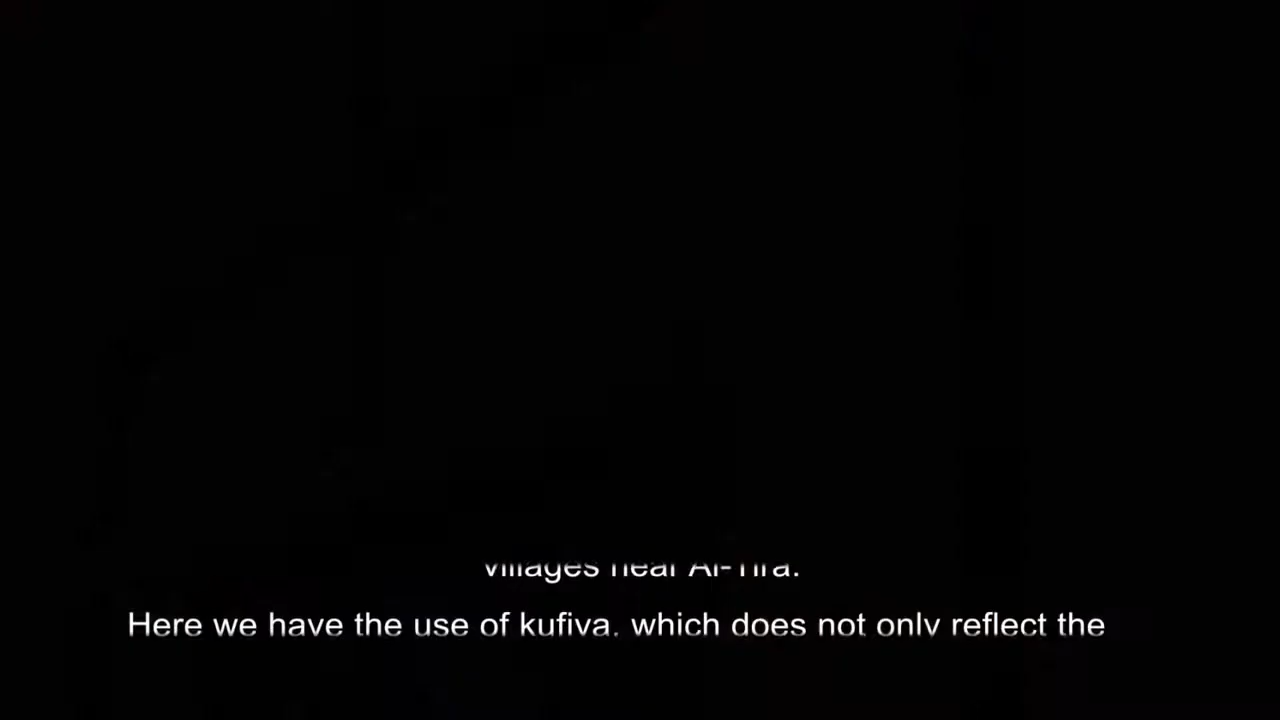 villages near Al-Tira.
Here we have the use of kufiya, which does not only reflect the